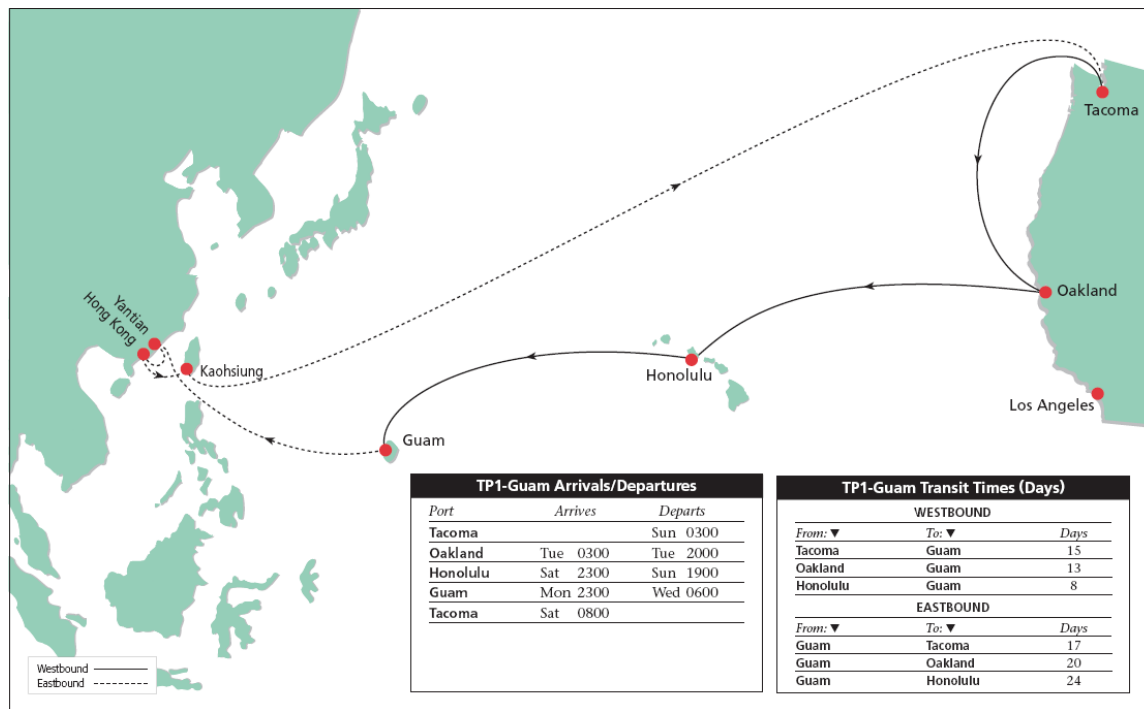 Tacoma
Oakland
Yantian
Hong Kong
Kaohsiung
Honolulu
Los Angeles
Guam
TP1-Guam Arrivals/Departures
Port Arrives Departs
Tacoma Sun 0300
Oakland Tue 0300 Tue 2000
Honolulu Sat 2300 Sun 1900
Guam Mon 2300 Wed 0600
Tacoma Sat 0800
TP1-Guam Transit Times (Days)
WESTBOUND
From: ▼ To: ▼ Days
Tacoma Guam 15
Oakland Guam 13
Honolulu Guam 8
EASTBOUND
From: ▼ To: ▼ Days
Guam Tacoma 17
Guam Oakland 20
Guam Honolulu 24
Westbound
Eastbound